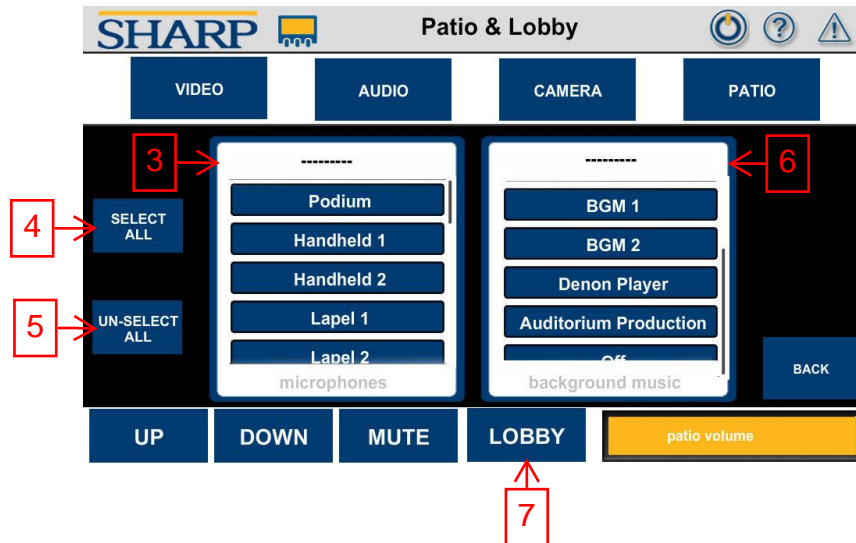 SHARP Patio & Lobby ?
VIDEO AUDIO CAMERA PATIO
3 --------- --------- 6
Podium BGM 1
4 SELECT
ALL
Handheld 1 BGM 2
Handheld 2 Denon Player
5 UN-SELECT
ALL
Lapel 1 Auditorium Production
Lapel 2 Off
microphones background music BACK
UP DOWN MUTE LOBBY patio volume
7